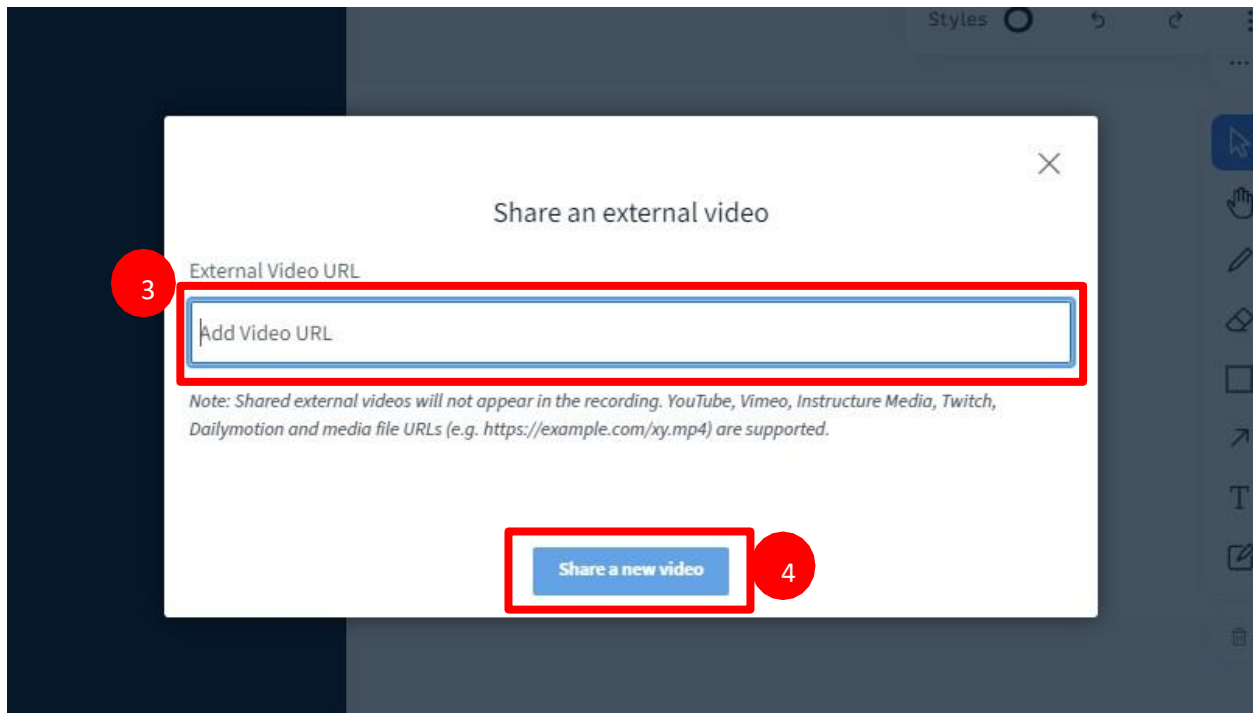 Styles
Share an external video
External Video URL
3
Add Video URL
Note: Shared external videos will not appear in the recording. YouTube, Vimeo, Instructure Media, Twitch,
Dailymotion and media file URLs (e.g. https://example.com/xy.mp4) are supported.
Share a new video
4
T